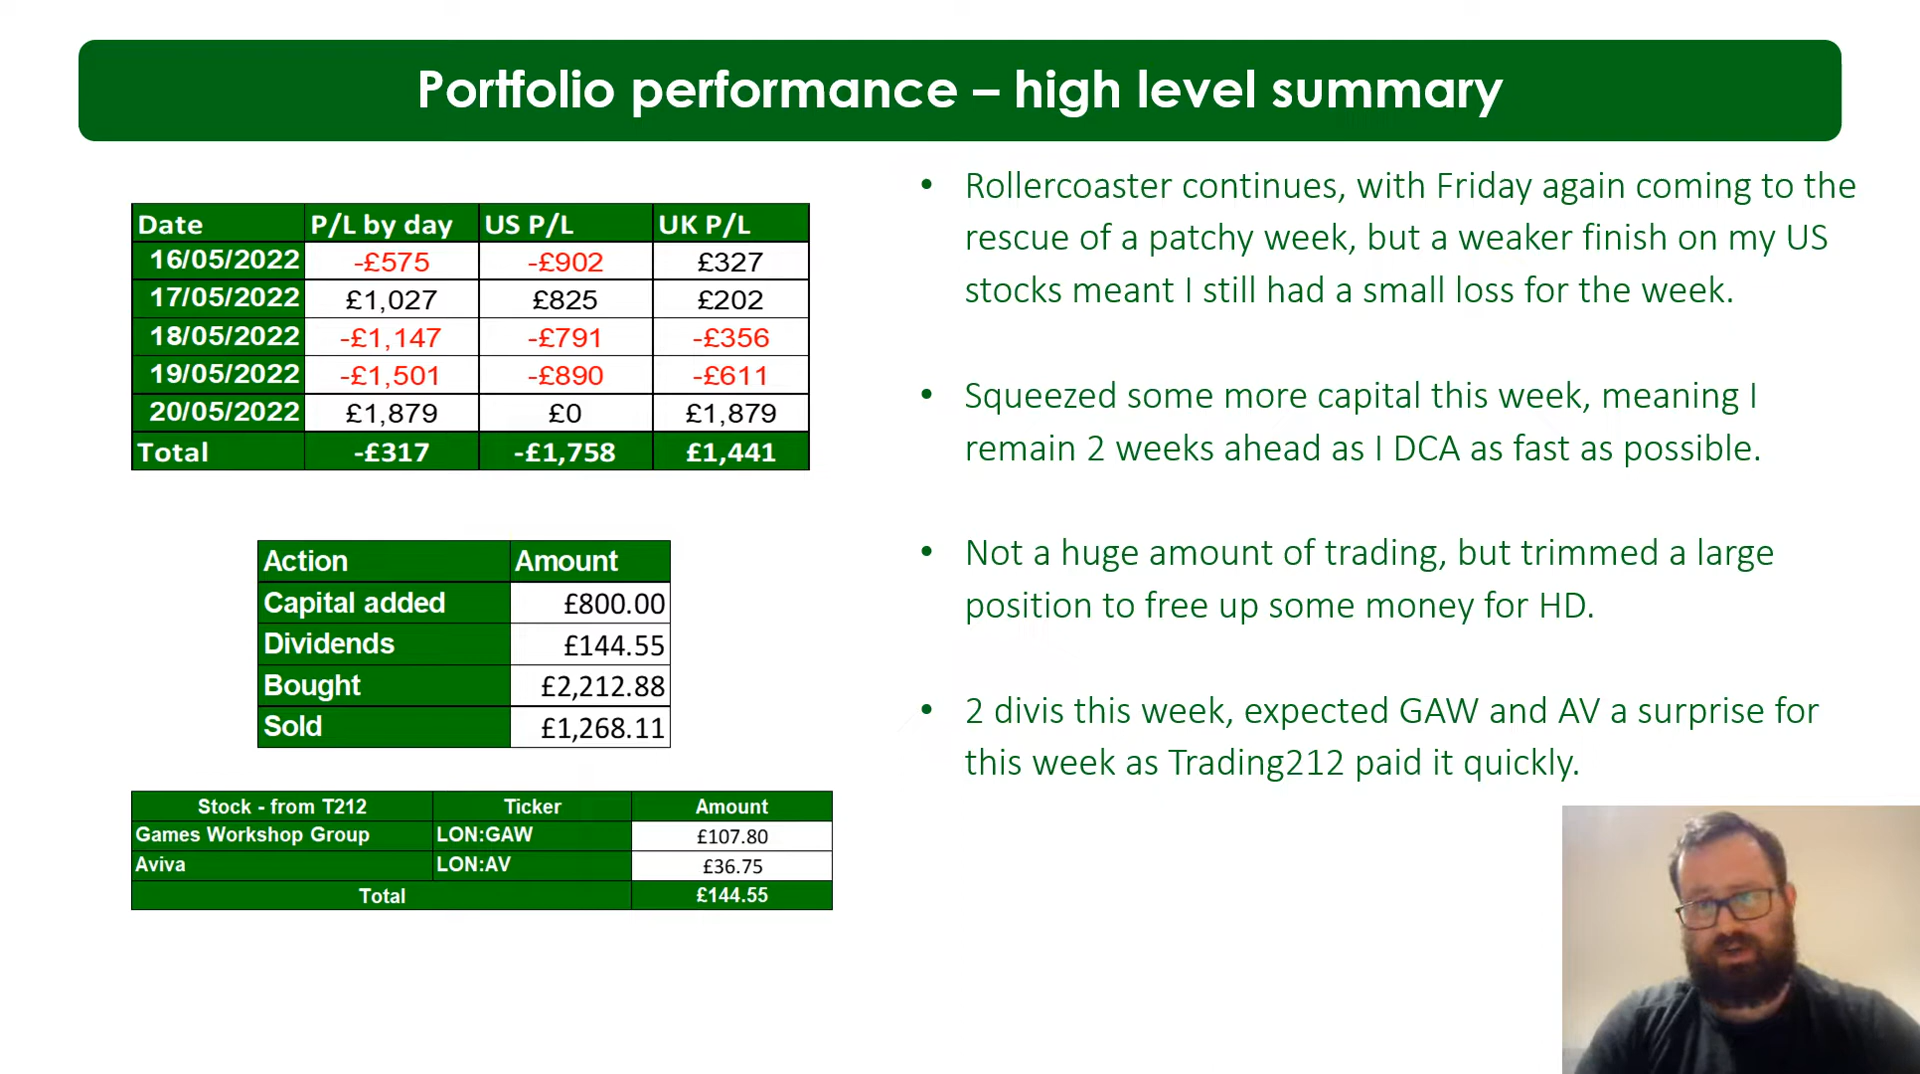 Portfolio performance – high level summary
Date P/L by day US P/L UK P/L
16/05/2022 -£575 -£902 £327
17/05/2022 £1,027 £825 £202
18/05/2022 -£1,147 -£791 -£356
19/05/2022 -£1,501 -£890 -£611
20/05/2022 £1,879 £0 £1,879
Total -£317 -£1,758 £1,441
Action Amount
Capital added £800.00
Dividends £144.55
Bought £2,212.88
Sold £1,268.11
Stock - from T212 Ticker Amount
Games Workshop Group LON:GAW £107.80
Aviva LON:AV £36.75
Total £144.55
• Rollercoaster continues, with Friday again coming to the
rescue of a patchy week, but a weaker finish on my US
stocks meant I still had a small loss for the week.
• Squeezed some more capital this week, meaning I
remain 2 weeks ahead as I DCA as fast as possible.
• Not a huge amount of trading, but trimmed a large
position to free up some money for HD.
• 2 divis this week, expected GAW and AV a surprise for
this week as Trading212 paid it quickly.